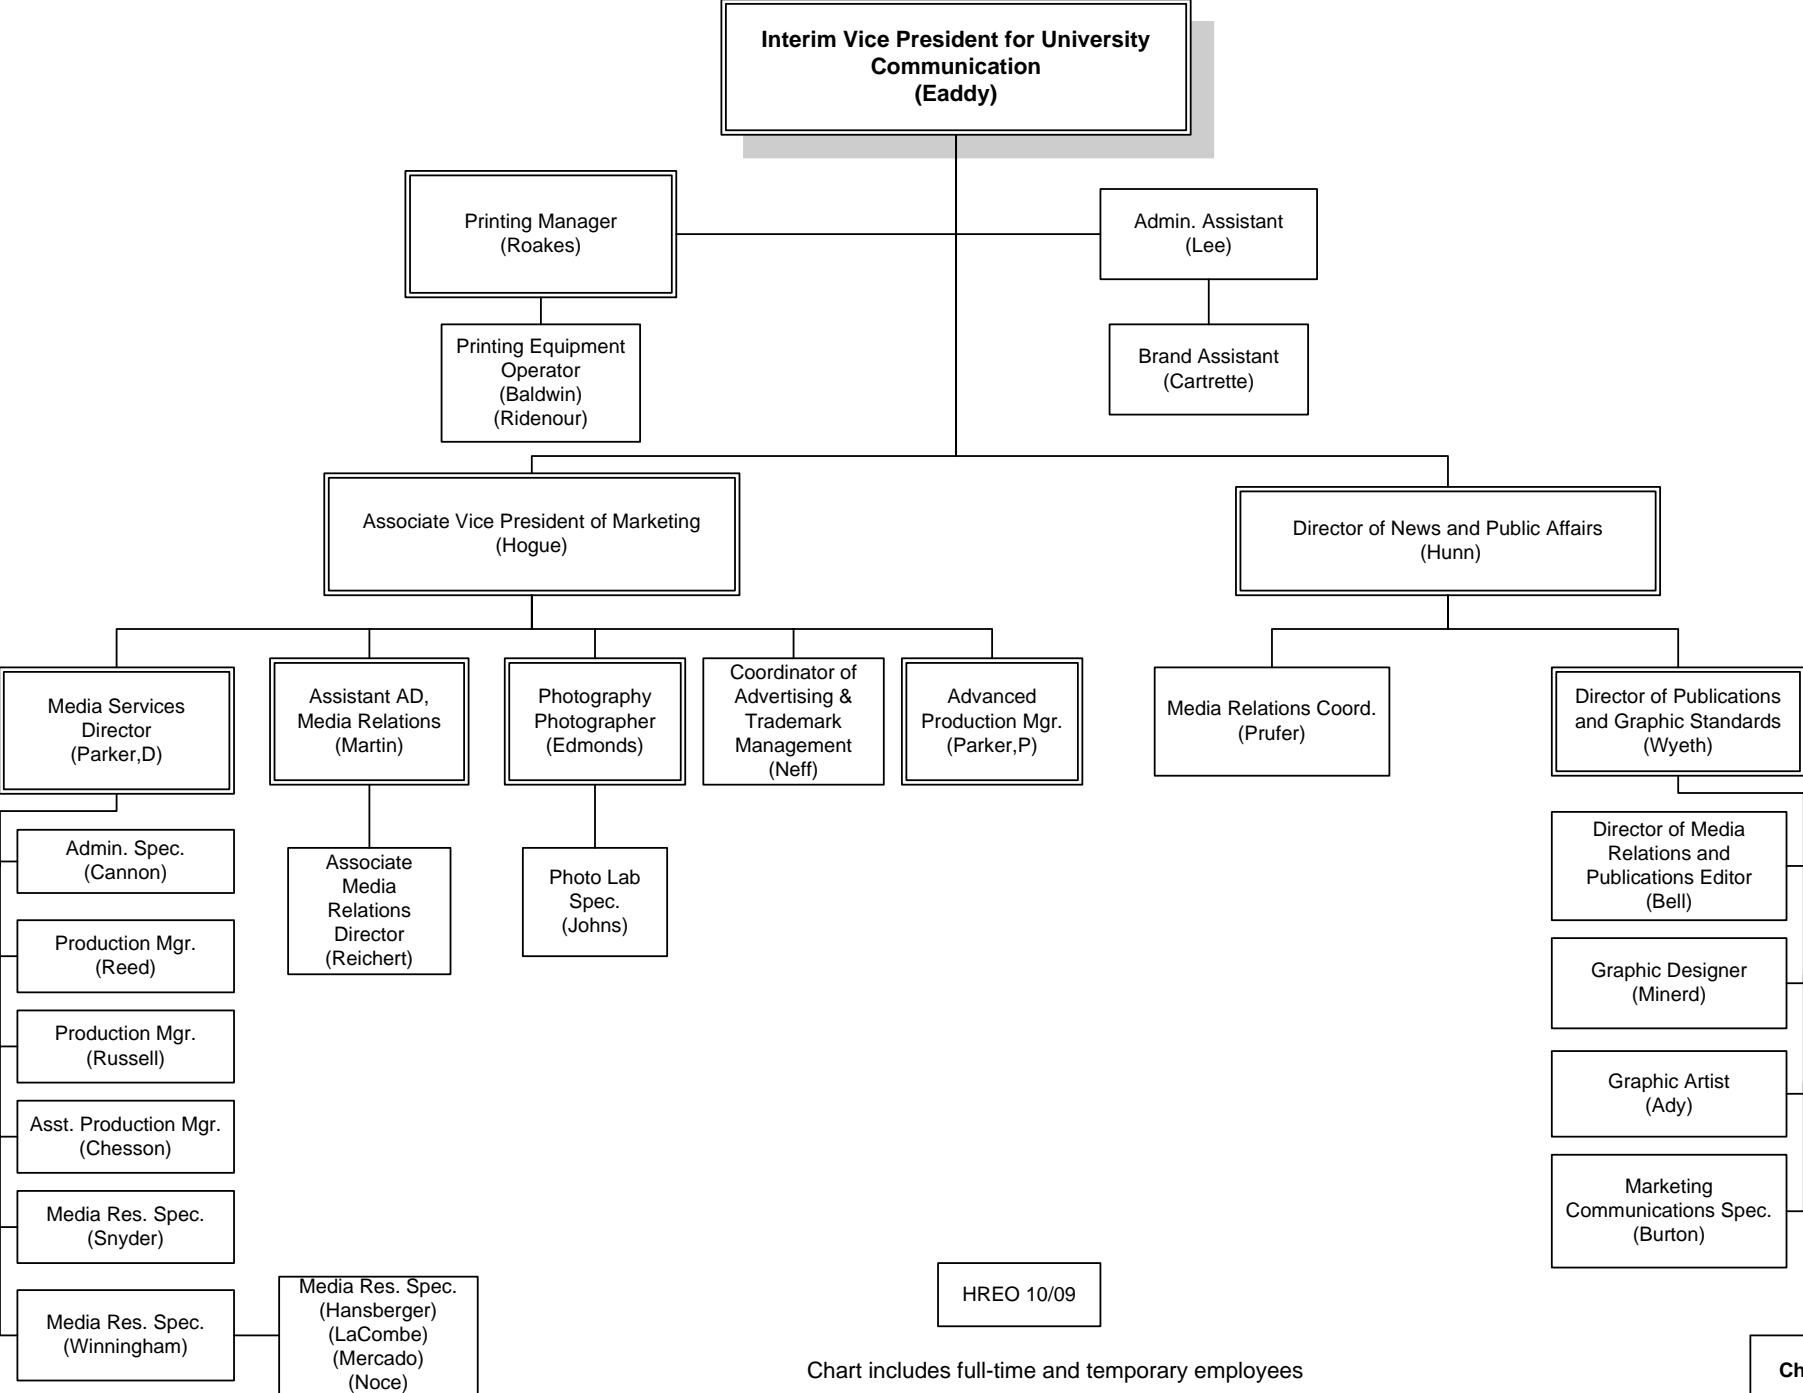 Interim Vice President for University
Communication
(Eaddy)
Printing Manager
(Roakes)
Admin. Assistant
(Lee)
Printing Equipment
Operator
(Baldwin)
(Ridenour)
Brand Assistant
(Cartrette)
Associate Vice President of Marketing
(Hogue)
Director of News and Public Affairs
(Hunn)
Media Services
Director
(Parker,D)
Assistant AD,
Media Relations
(Martin)
Photography
Photographer
(Edmonds)
Coordinator of
Advertising &
Trademark
Management
(Neff)
Advanced
Production Mgr.
(Parker,P)
Media Relations Coord.
(Prufer)
Director of Publications
and Graphic Standards
(Wyeth)
Admin. Spec.
(Cannon)
Production Mgr.
(Reed)
Production Mgr.
(Russell)
Asst. Production Mgr.
(Chesson)
Media Res. Spec.
(Snyder)
Media Res. Spec.
(Winningham)
Media Res. Spec.
(Hansberger)
(LaCombe)
(Mercado)
(Noce)
Associate
Media
Relations
Director
(Reichert)
Photo Lab
Spec.
(Johns)
Director of Media
Relations and
Publications Editor
(Bell)
Graphic Designer
(Minerd)
Graphic Artist
(Ady)
Marketing
Communications Spec.
(Burton)
HREO 10/09
Chart includes full-time and temporary employees